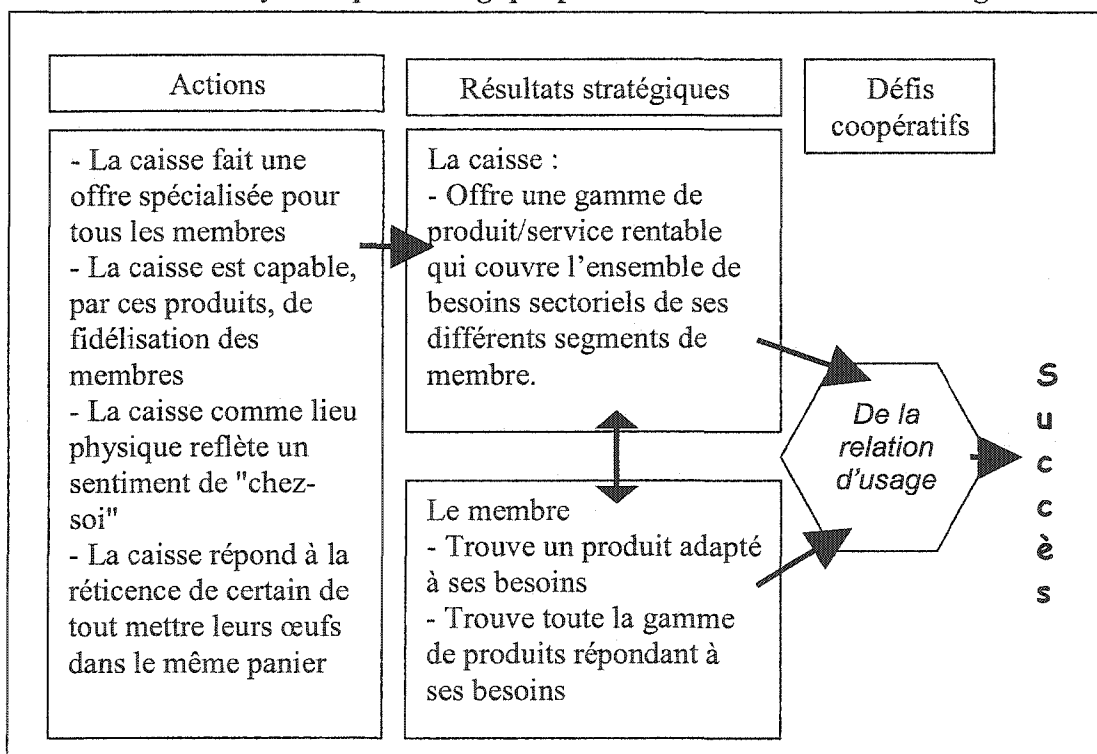 Actions
- La caisse fait une
offre spécialisée pour
tous les membres
- La caisse est capable,
par ces produits, de
fidélisation des
membres
- La caisse comme lieu
physique reflète un
sentiment de "chez-
soi"
- La caisse répond à la
réticence de certain de
tout mettre leurs œufs
dans le même panier
Résultats stratégiques
La caisse :
- Offre une gamme de
produit/service rentable
qui couvre l'ensemble de
besoins sectoriels de ses
différents segments de
membre.
Le membre
- Trouve un produit adapté
à ses besoins
- Trouve toute la gamme
de produits répondant à
ses besoins
Défis
coopératifs
De la
relation
d'usage
Succès